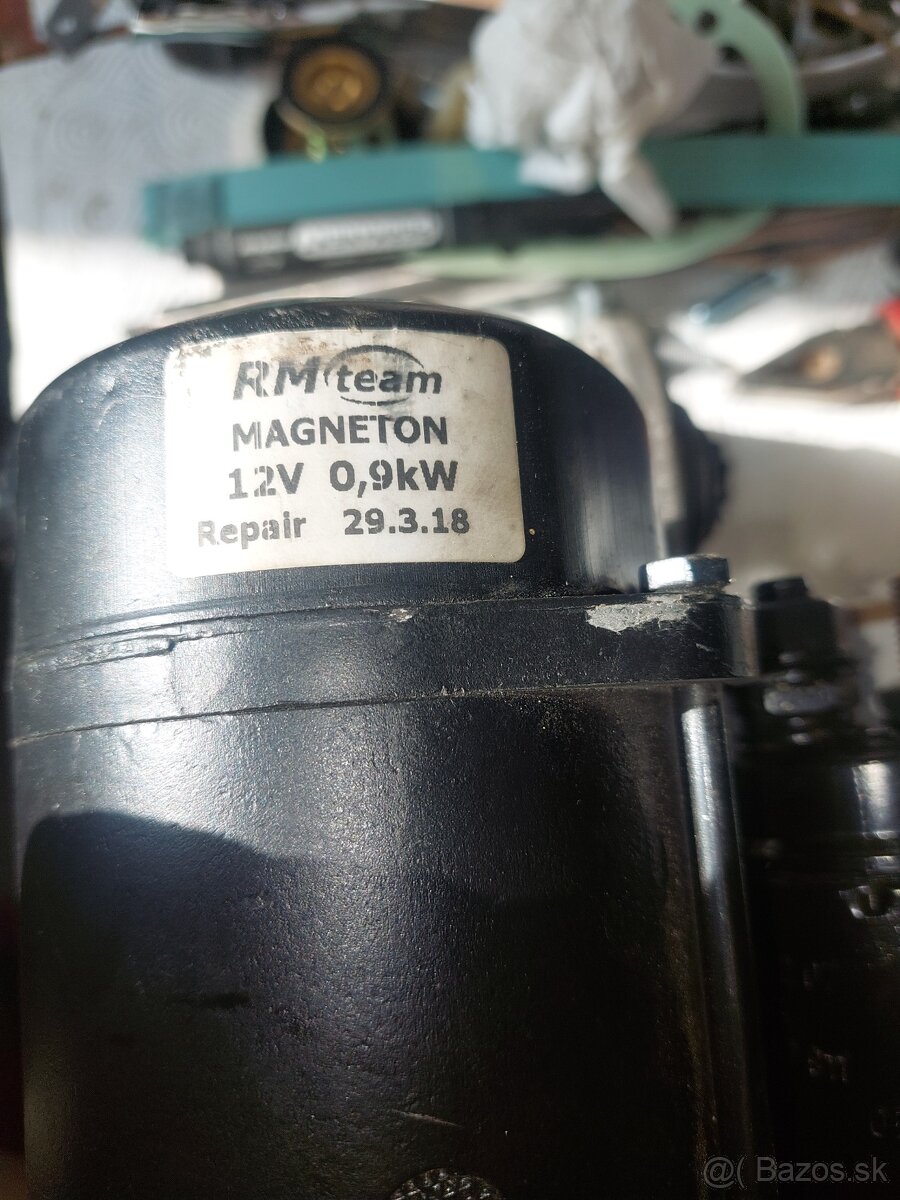 RM team
MAGNETON
12V 0,9kW
Repair 29.3.18
@( Bazos.sk